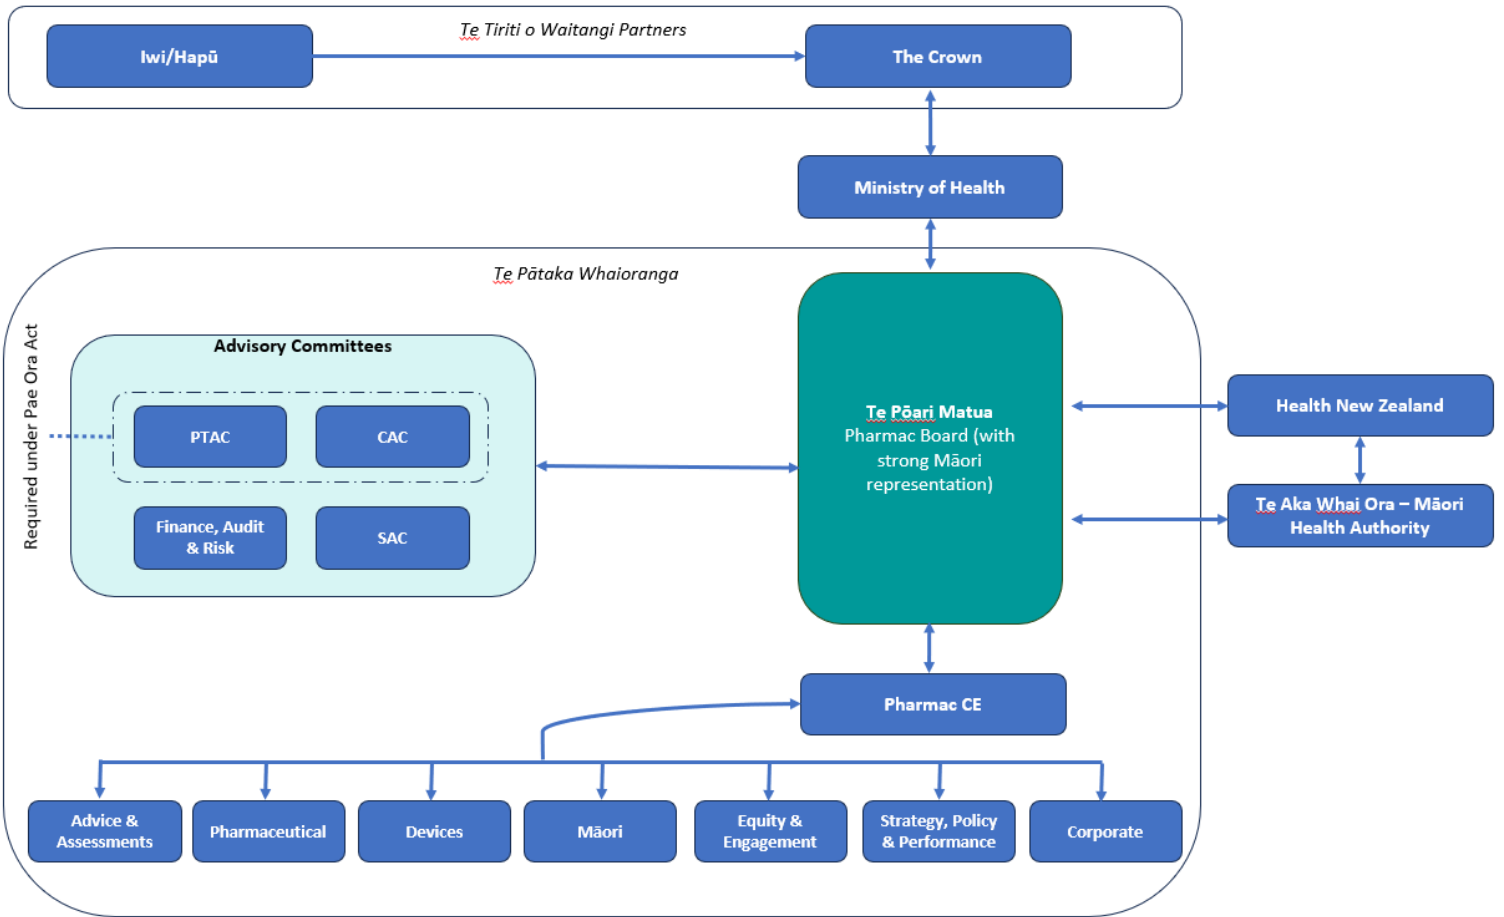 Te Tiriti o Waitangi Partners
Iwi/Hapū
The Crown
Ministry of Health
Te Pātaka Whaioranga
Required under Pae Ora Act
Advisory Committees
PTAC
CAC
Finance, Audit
& Risk
SAC
Te Pōari Matua
Pharmac Board (with
strong Māori
representation)
Health New Zealand
Te Aka Whai Ora – Māori
Health Authority
Pharmac CE
Advice &
Assessments
Pharmaceutical
Devices
Māori
Equity &
Engagement
Strategy, Policy
& Performance
Corporate